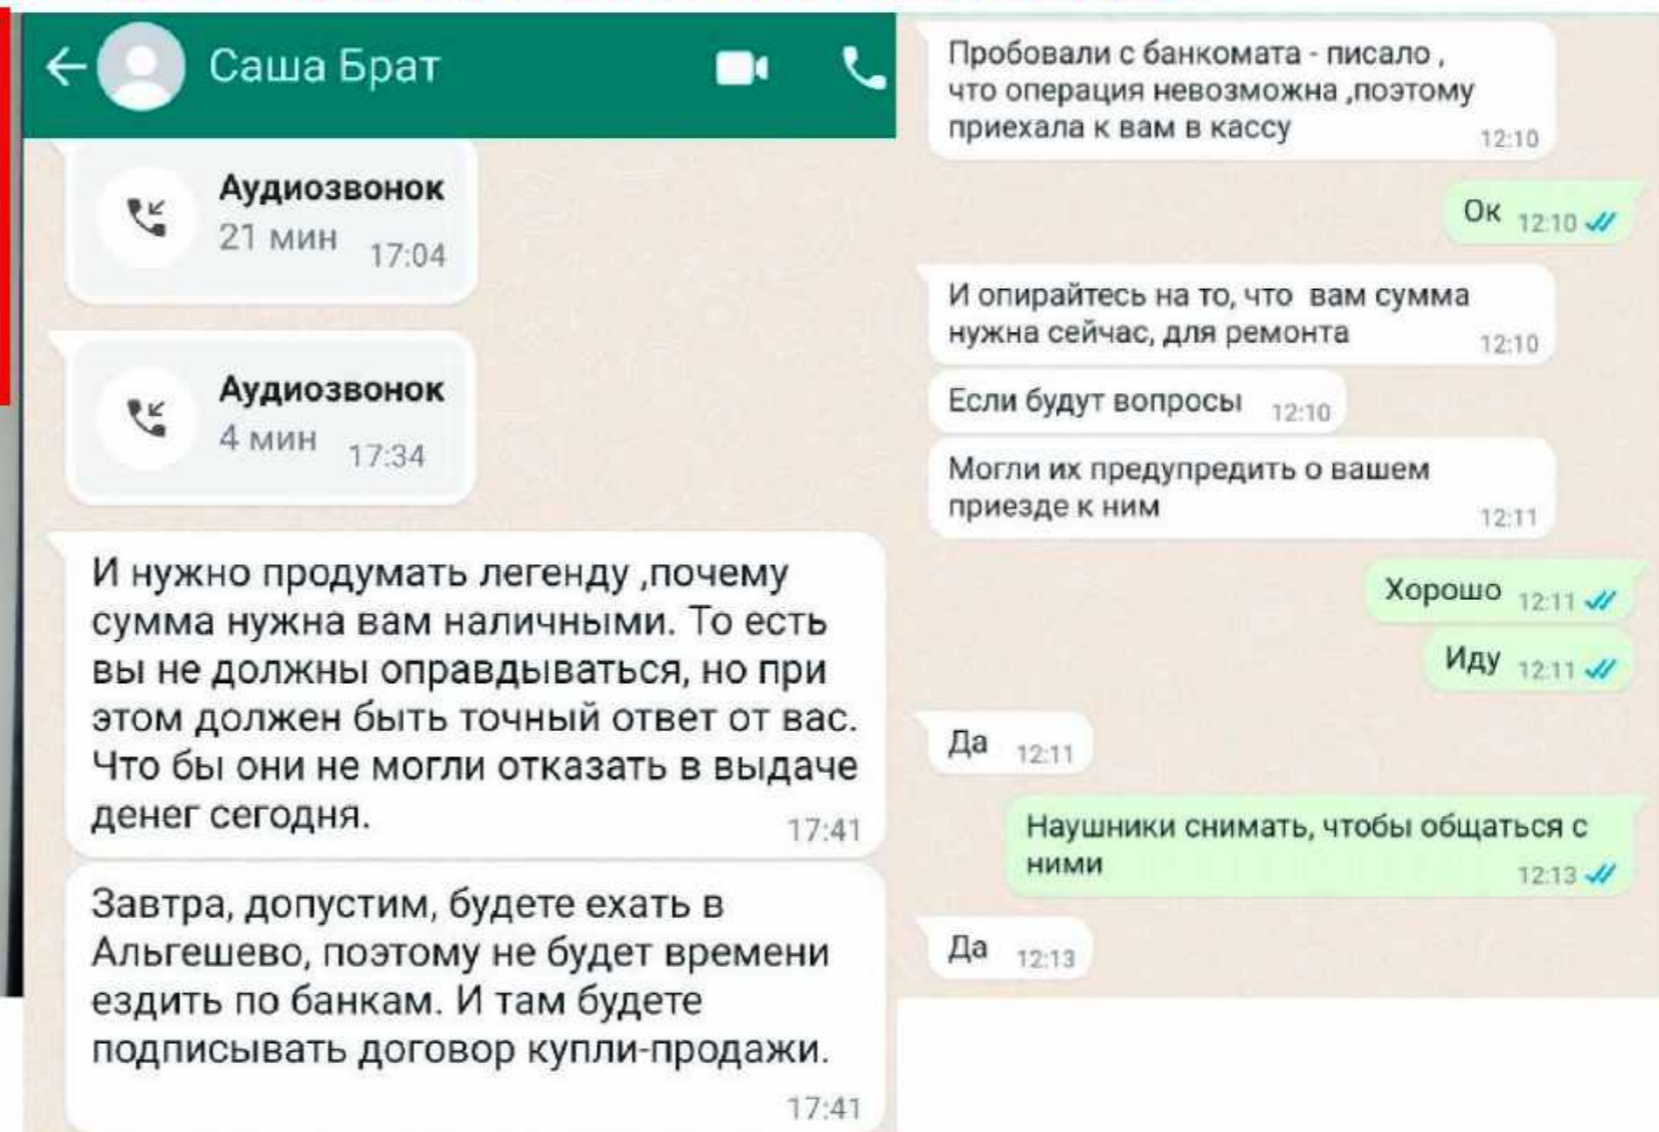 Саша Брат
Аудиозвонок
21 мин 17:04
Аудиозвонок
4 мин 17:34
И нужно продумать легенду ,почему
сумма нужна вам наличными. То есть
вы не должны оправдываться, но при
этом должен быть точный ответ от вас.
Что бы они не могли отказать в выдаче
денег сегодня.
17:41
Завтра, допустим, будете ехать в
Альгешево, поэтому не будет времени
ездить по банкам. И там будете
подписывать договор купли-продажи.
17:41
Пробовали с банкомата - писало ,
что операция невозможна ,поэтому
приехала к вам в кассу 12:10
Ок 12:10
И опирайтесь на то, что вам сумма
нужна сейчас, для ремонта 12:10
Если будут вопросы 12:10
Могли их предупредить о вашем
приезде к ним 12:11
Хорошо 12:11
Иду 12:11
Да 12:11
Наушники снимать, чтобы общаться с
ними 12:13
Да 12:13